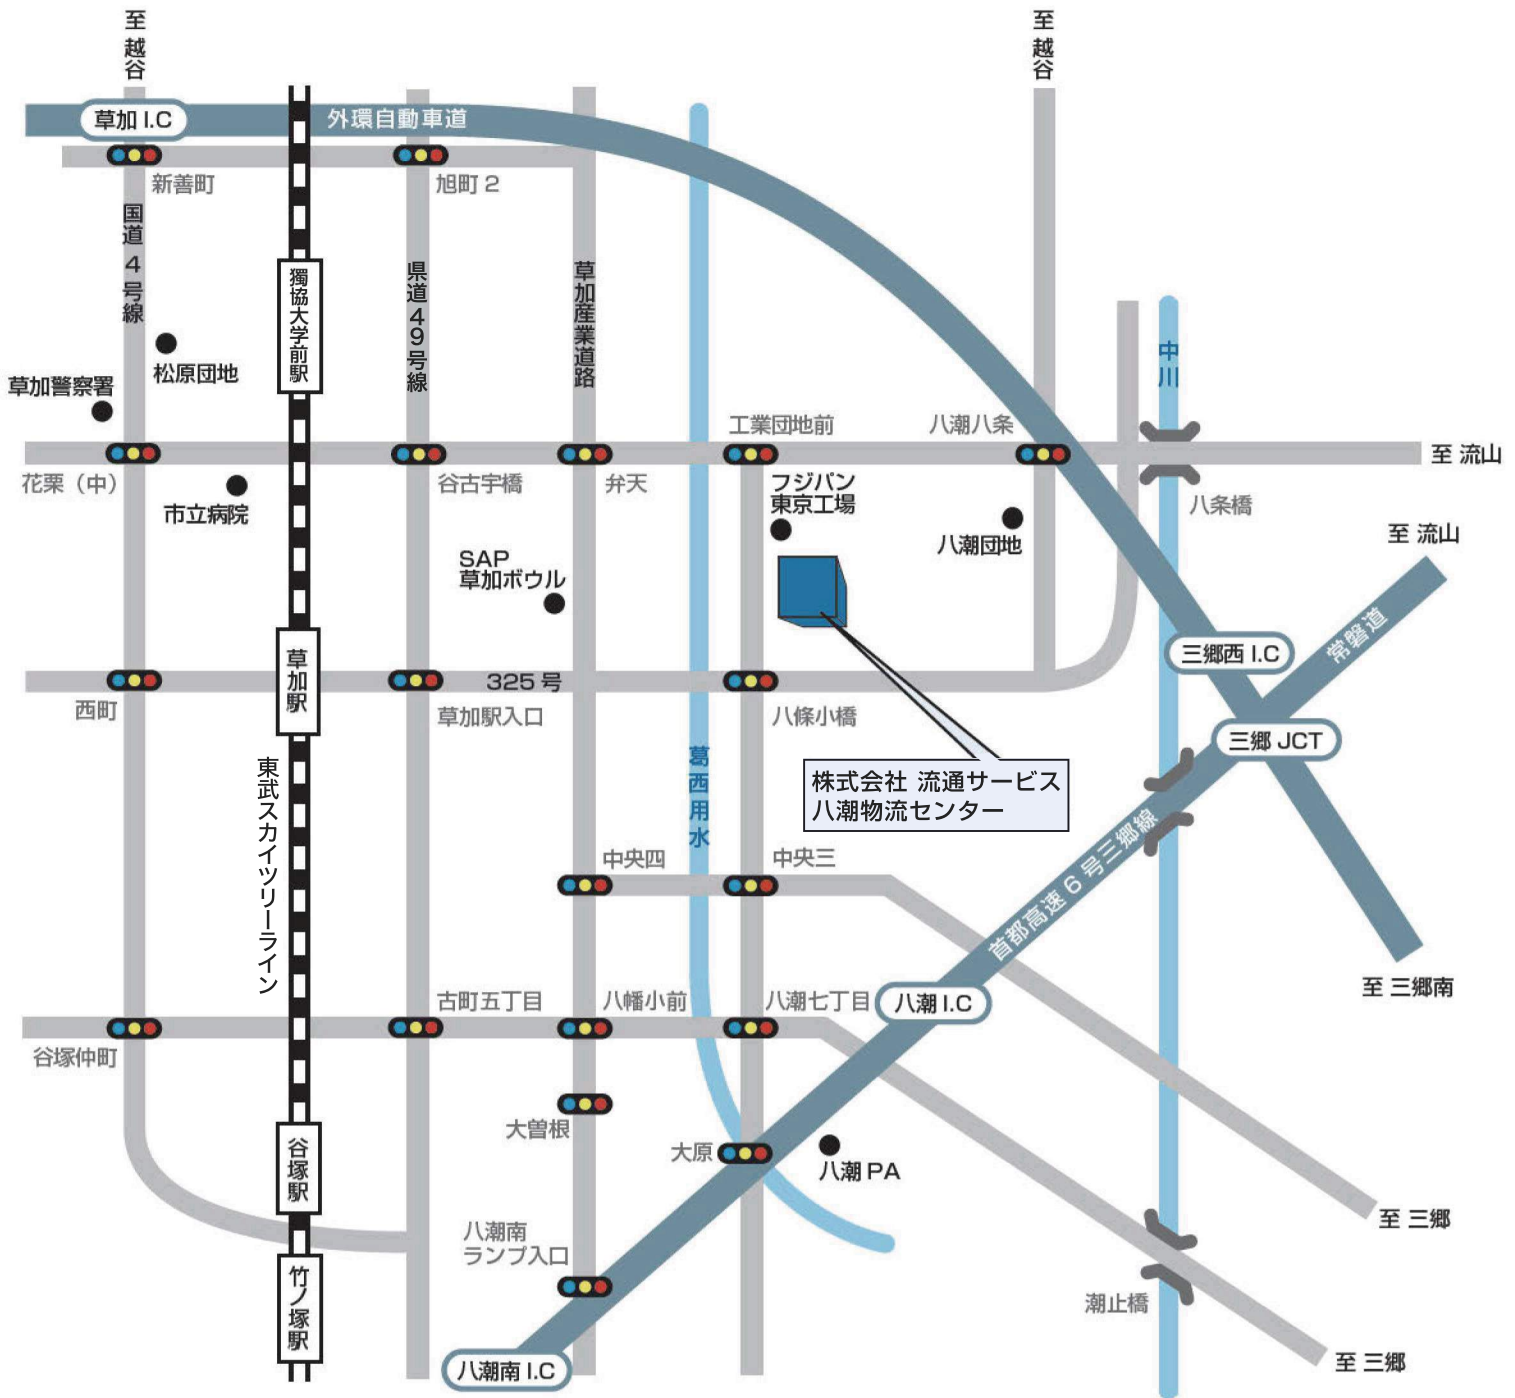 至 越谷
至 越谷
草加 I.C
外環自動車道
新善町
旭町 2
国道 4 号線
獨協大学前駅
県道 49 号線
草加産業道路
松原団地
草加警察署
中川
花栗（中）
市立病院
谷古宇橋
弁天
工業団地前
八潮八条
至 流山
八条橋
フジパン
東京工場
八潮団地
至 流山
SAP
草加ボウル
常磐道
三郷西 I.C
草加駅
325 号
西町
草加駅入口
八條小橋
三郷 JCT
株式会社 流通サービス
八潮物流センター
東武スカイツリーライン
葛西用水
首都高速 6 号三郷線
中央四
中央三
至 三郷南
八潮 I.C
古町五丁目
八幡小前
八潮七丁目
谷塚仲町
大曽根
大原
八潮 PA
谷塚駅
至 三郷
八潮南
ランプ入口
竹ノ塚駅
潮止橋
八潮南 I.C
至 三郷